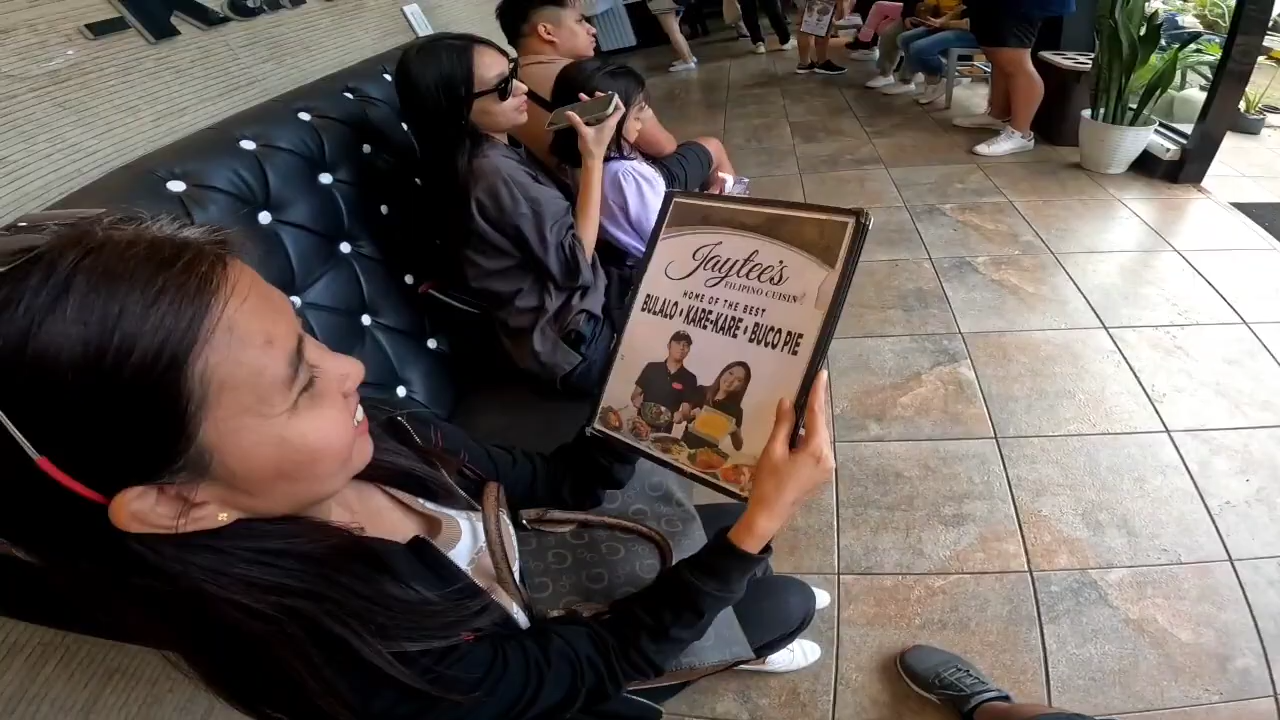 Jaytee's
FILIPINO CUISINE
HOME OF THE BEST
BULALO • KARE-KARE • BUCO PIE